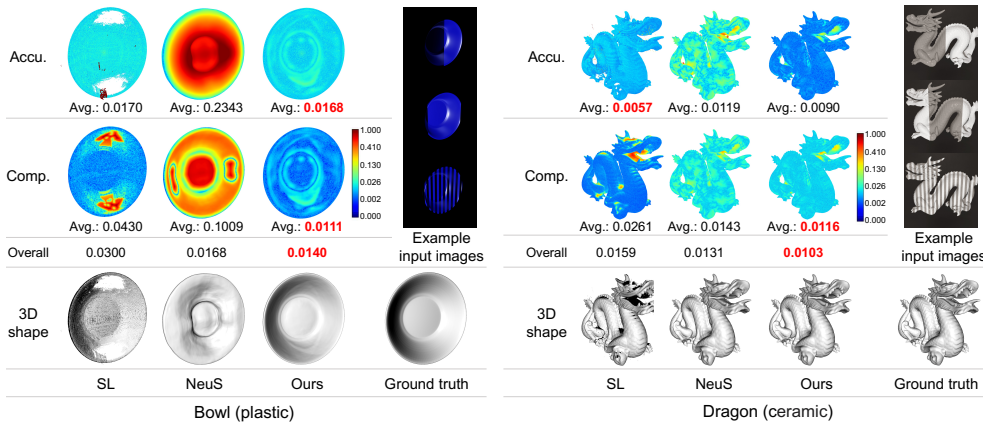 Accu.
Avg.: 0.0170 Avg.: 0.2343 Avg.: 0.0168
Comp.
1.000
0.410
0.130
0.026
0.002
0.000
Avg.: 0.0430 Avg.: 0.1009 Avg.: 0.0111
Example
input images
Overall 0.0300 0.0168 0.0140
3D
shape
SL NeuS Ours Ground truth
Bowl (plastic)
Accu.
Avg.: 0.0057 Avg.: 0.0119 Avg.: 0.0090
Comp.
1.000
0.410
0.130
0.026
0.002
0.000
Avg.: 0.0261 Avg.: 0.0143 Avg.: 0.0116
Example
input images
Overall 0.0159 0.0131 0.0103
3D
shape
SL NeuS Ours Ground truth
Dragon (ceramic)